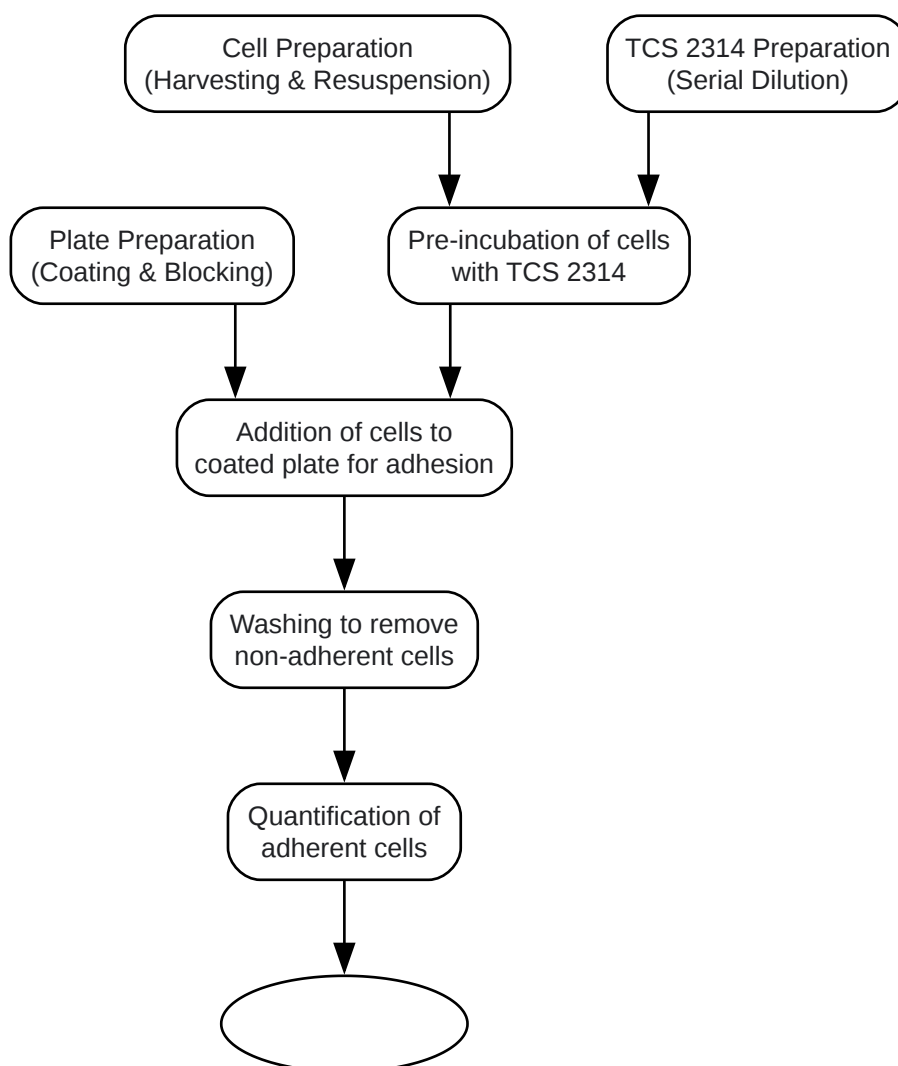 Cell Preparation
(Harvesting & Resuspension)
TCS 2314 Preparation
(Serial Dilution)
Plate Preparation
(Coating & Blocking)
Pre-incubation of cells
with TCS 2314
Addition of cells to
coated plate for adhesion
Washing to remove
non-adherent cells
Quantification of
adherent cells